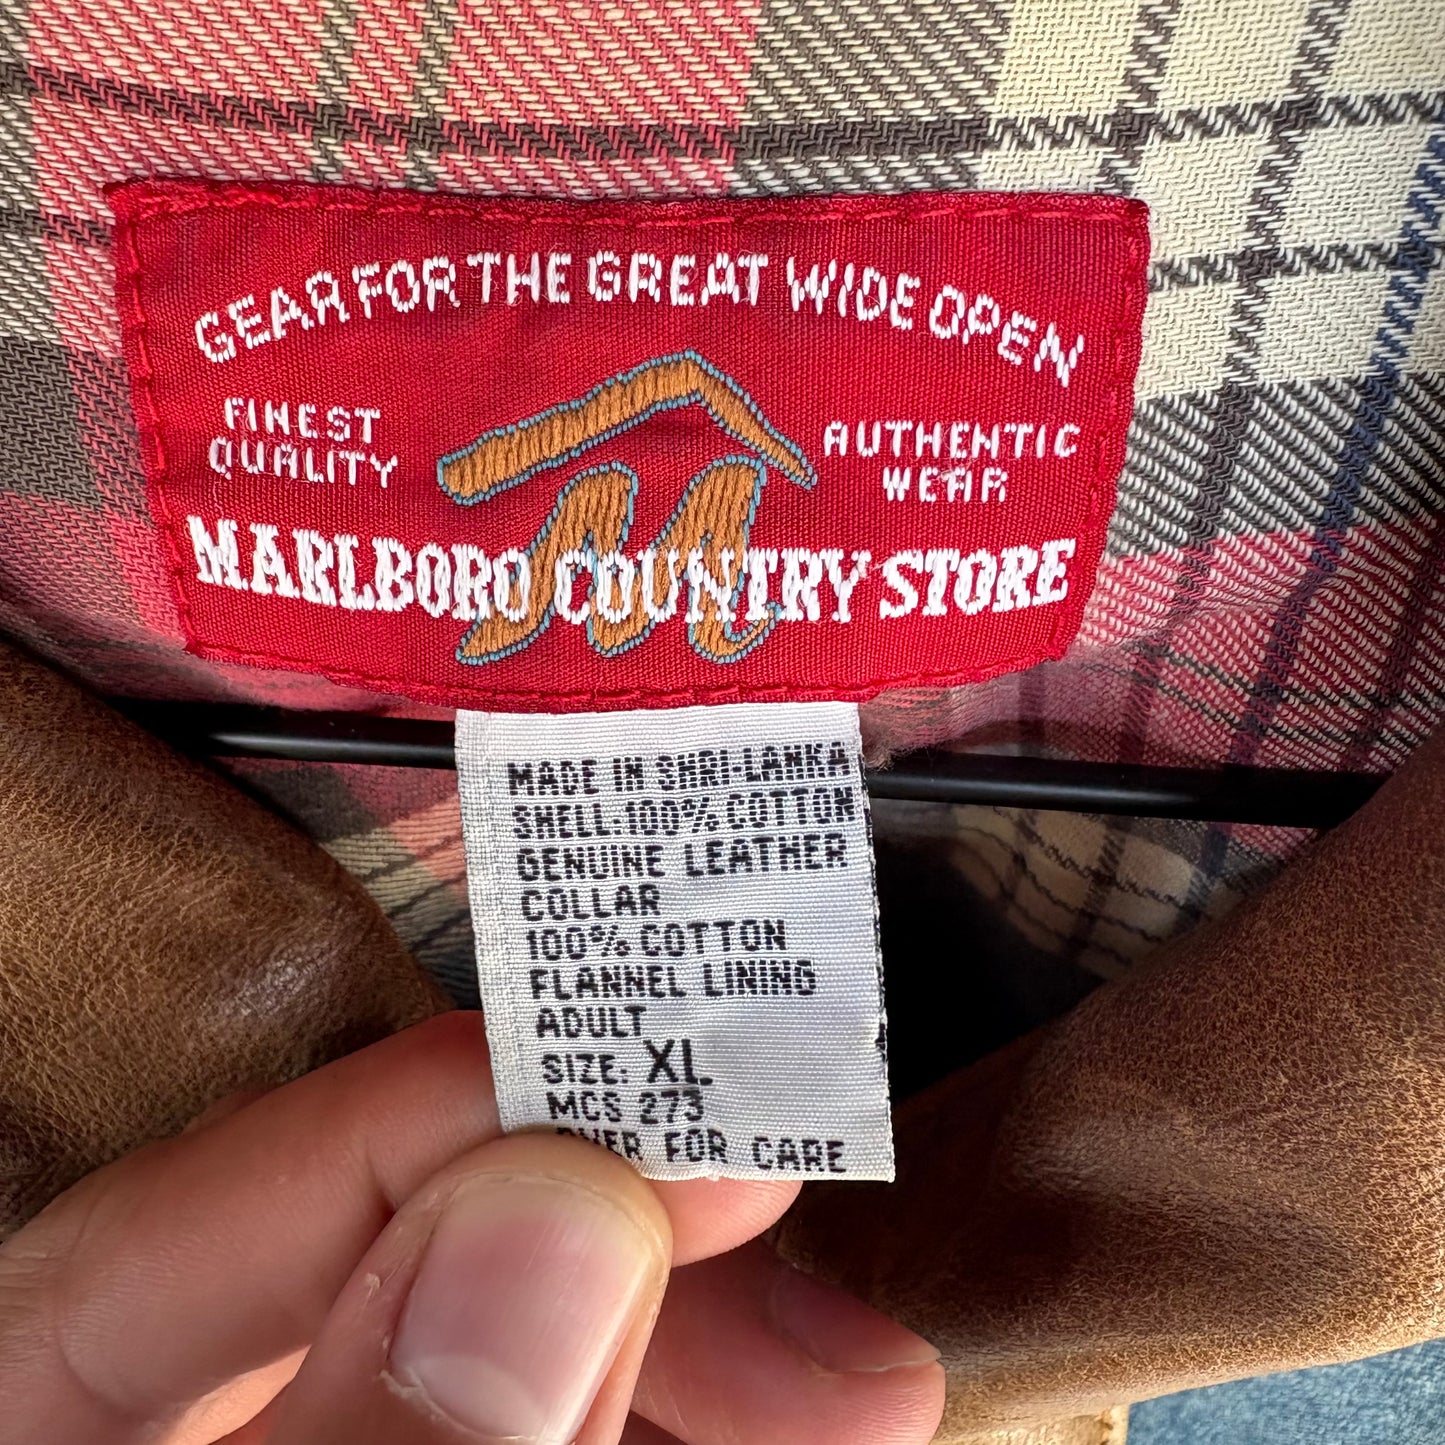 GEAR FOR THE GREAT WIDE OPEN
FINEST
QUALITY
AUTHENTIC
WEAR
MARLBORO COUNTRY STORE
MADE IN SHRI-LANKA
SHELL:100% COTTON
GENUINE LEATHER
COLLAR
100% COTTON
FLANNEL LINING
ADULT
SIZE: XL
MCS 273
OVER FOR CARE